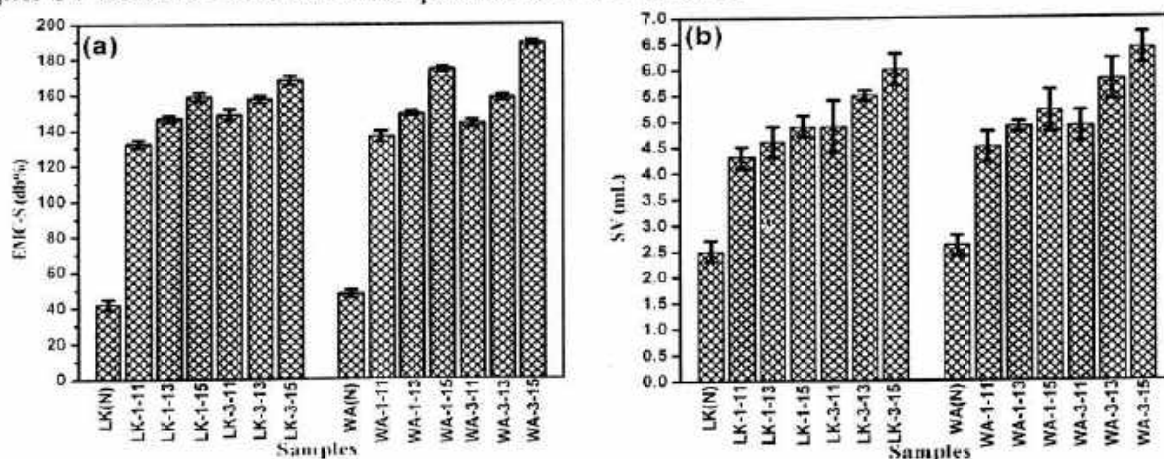 (a)
EMC-S (db%)
200
180
160
140
120
100
80
60
40
20
0
LK(N)
LK-1-11
LK-1-13
LK-1-15
LK-3-11
LK-3-13
LK-3-15
WA(N)
WA-1-11
WA-1-13
WA-1-15
WA-3-11
WA-3-13
WA-3-15
Samples
(b)
SV (mL)
7.0
6.5
6.0
5.5
5.0
4.5
4.0
3.5
3.0
2.5
2.0
1.5
1.0
0.5
0.0
LK(N)
LK-1-11
LK-1-13
LK-1-15
LK-3-11
LK-3-13
LK-3-15
WA(N)
WA-1-11
WA-1-13
WA-1-15
WA-3-11
WA-3-13
WA-3-15
Samples